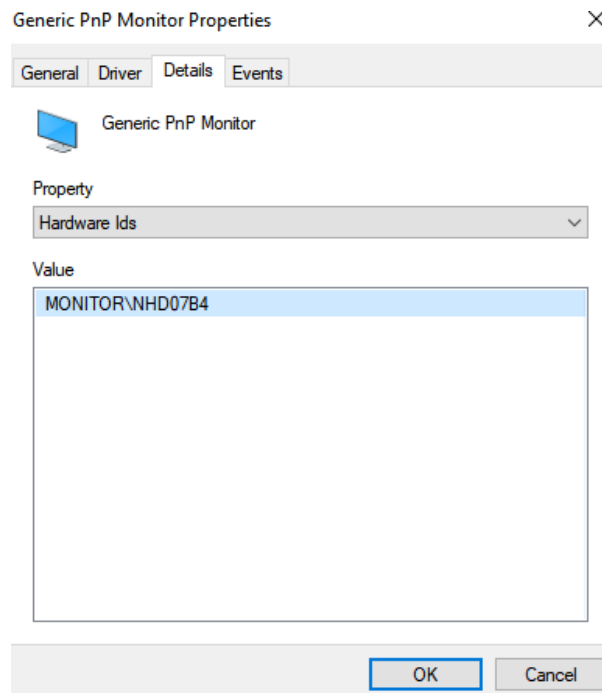 Generic PnP Monitor Properties
General Driver Details Events
Generic PnP Monitor
Property
Hardware Ids
Value
MONITOR\NHD07B4
OK Cancel